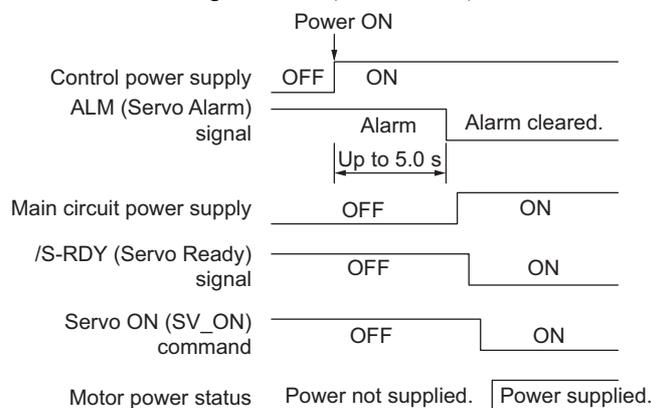 Power ON
Control power supply OFF ON
ALM (Servo Alarm)
signal
Alarm Alarm cleared.
Up to 5.0 s
Main circuit power supply OFF ON
/S-RDY (Servo Ready)
signal
OFF ON
Servo ON (SV_ON)
command
OFF ON
Motor power status Power not supplied. Power supplied.